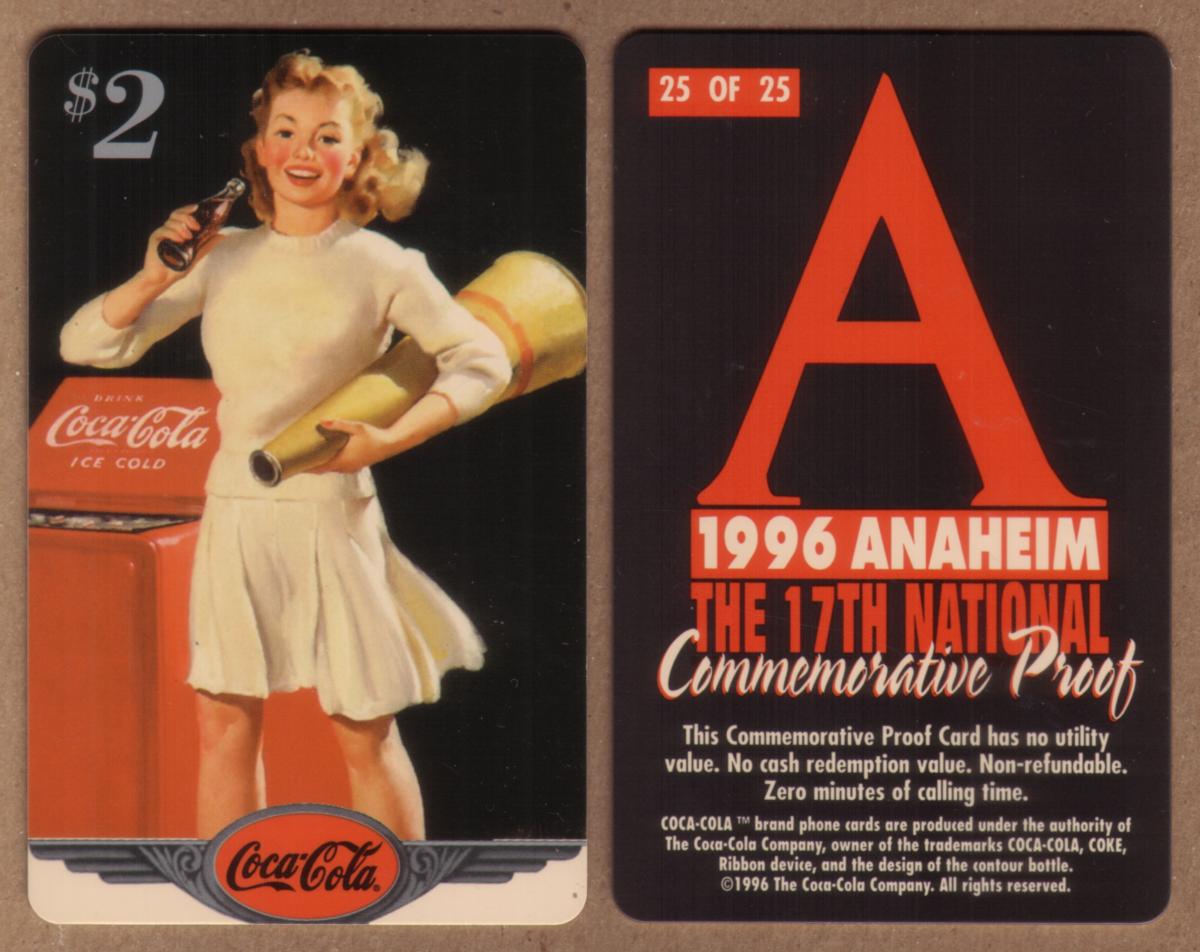 $2
DRINK
Coca-Cola
ICE COLD
Coca-Cola®
25 OF 25
A
1996 ANAHEIM
THE 17TH NATIONAL
Commemorative Proof
This Commemorative Proof Card has no utility
value. No cash redemption value. Non-refundable.
Zero minutes of calling time.
COCA-COLA ™ brand phone cards are produced under the authority of
The Coca-Cola Company, owner of the trademarks COCA-COLA, COKE,
Ribbon device, and the design of the contour bottle.
©1996 The Coca-Cola Company. All rights reserved.